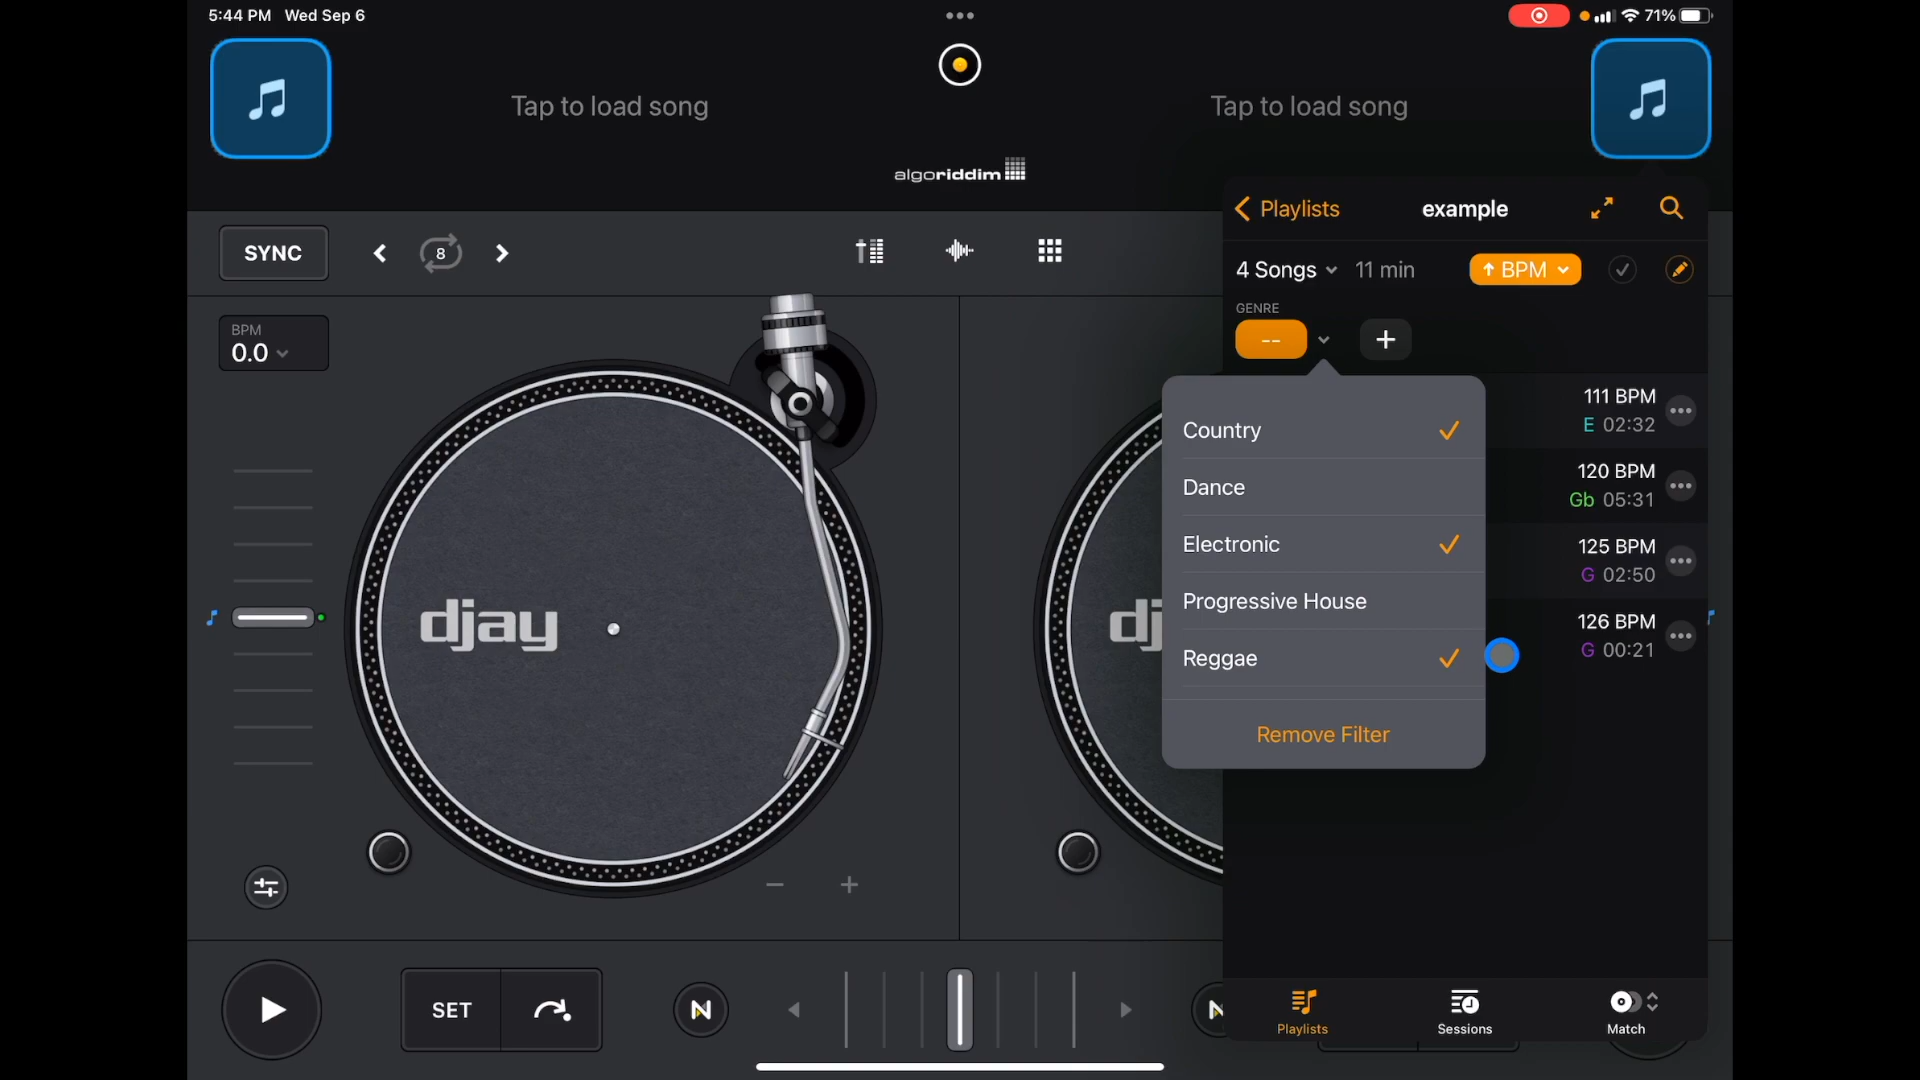 5:44 PM Wed Sep 6
71%
Tap to load song
Tap to load song
algoriddim
Playlists
example
SYNC
8
4 Songs
11 min
BPM
GENRE
--
BPM
0.0
111 BPM
E 02:32
Country
120 BPM
Gb 05:31
Dance
125 BPM
G 02:50
Electronic
Progressive House
126 BPM
G 00:21
Reggae
djay
dj
Remove Filter
SET
N
N
Playlists
Sessions
Match